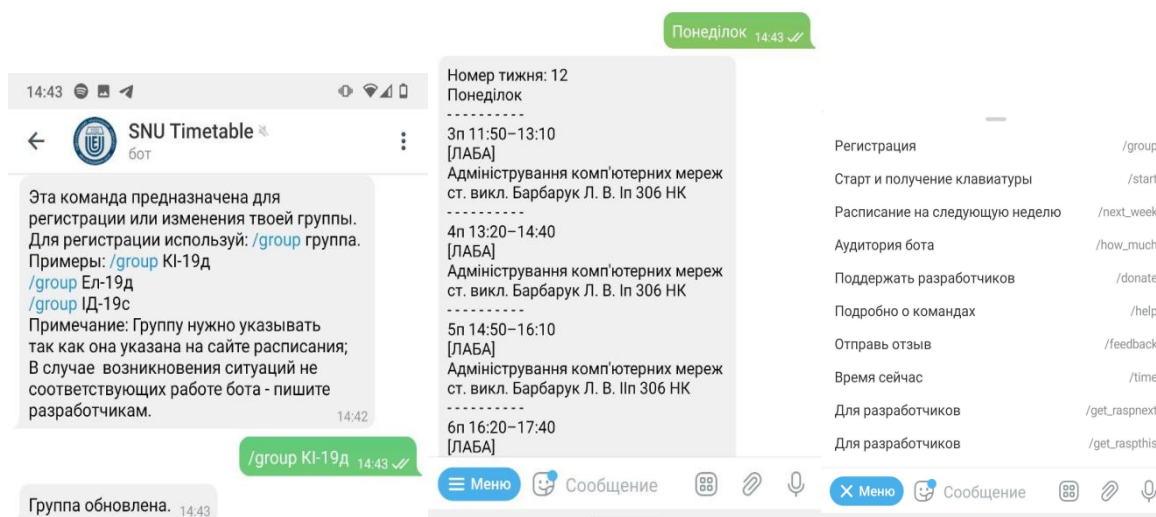 14:43
SNU Timetable
бот
Эта команда предназначена для
регистрации или изменения твоей группы.
Для регистрации используй: /group группа.
Примеры: /group КІ-19д
/group Ел-19д
/group ІД-19с
Примечание: Группу нужно указывать
так как она указана на сайте расписания;
В случае возникновения ситуаций не
соответствующих работе бота - пишите
разработчикам.
14:42
/group КІ-19д 14:43
Группа обновлена. 14:43
Понеділок 14:43
Номер тижня: 12
Понеділок
- - - - - - - - - -
3п 11:50–13:10
[ЛАБА]
Адміністрування комп'ютерних мереж
ст. викл. Барбарук Л. В. Іп 306 НК
- - - - - - - - - -
4п 13:20–14:40
[ЛАБА]
Адміністрування комп'ютерних мереж
ст. викл. Барбарук Л. В. Іп 306 НК
- - - - - - - - - -
5п 14:50–16:10
[ЛАБА]
Адміністрування комп'ютерних мереж
ст. викл. Барбарук Л. В. ІІп 306 НК
- - - - - - - - - -
6п 16:20–17:40
[ЛАБА]
Меню Сообщение
Регистрация /group
Старт и получение клавиатуры /start
Расписание на следующую неделю /next_week
Аудитория бота /how_much
Поддержать разработчиков /donate
Подробно о командах /help
Отправь отзыв /feedback
Время сейчас /time
Для разработчиков /get_raspnext
Для разработчиков /get_raspthis
Меню Сообщение